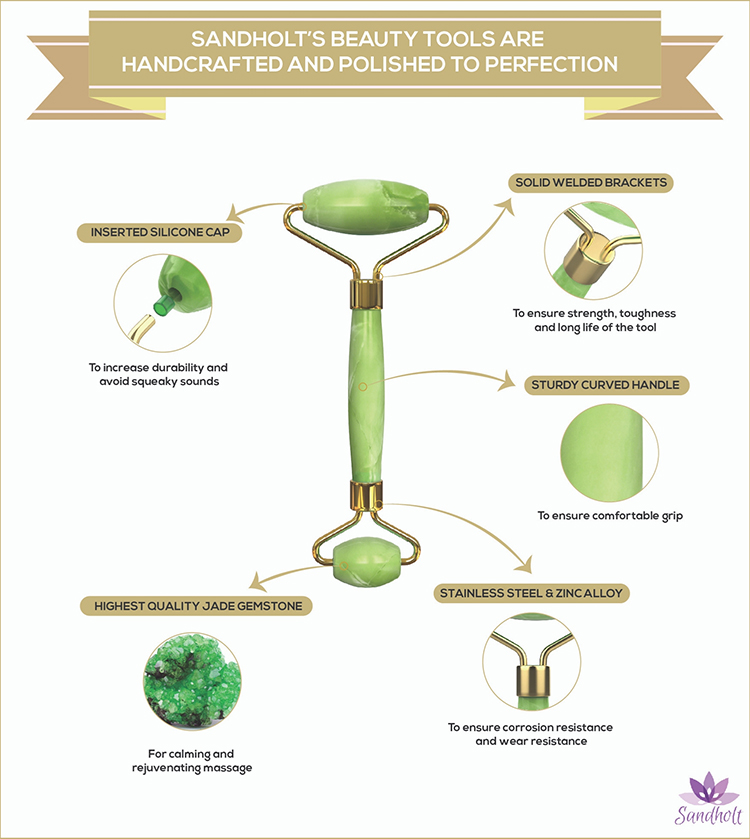 SANDHOLT'S BEAUTY TOOLS ARE
HANDCRAFTED AND POLISHED TO PERFECTION
SOLID WELDED BRACKETS
To ensure strength, toughness
and long life of the tool
INSERTED SILICONE CAP
To increase durability and
avoid squeaky sounds
STURDY CURVED HANDLE
To ensure comfortable grip
HIGHEST QUALITY JADE GEMSTONE
For calming and
rejuvenating massage
STAINLESS STEEL & ZINC ALLOY
To ensure corrosion resistance
and wear resistance
Sandholt